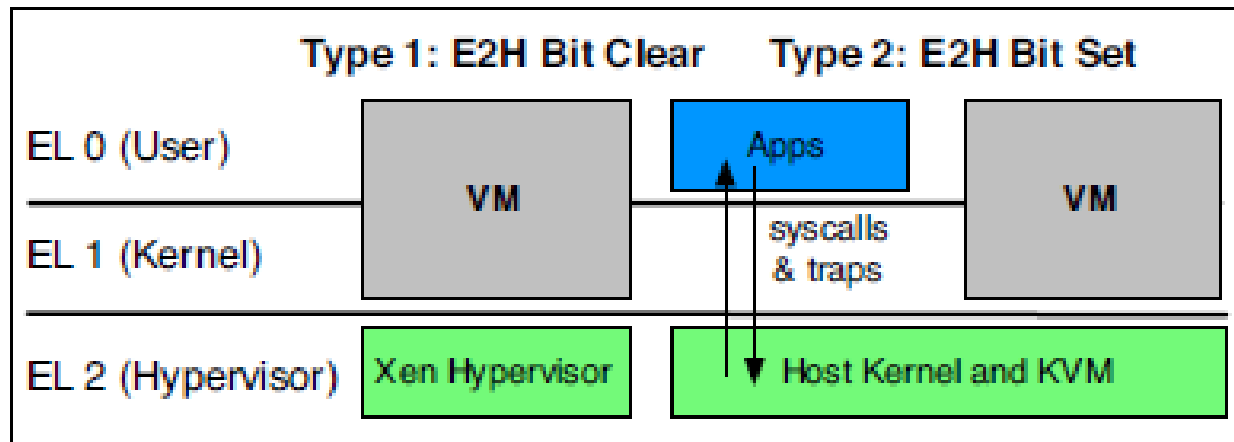 Type 1: E2H Bit Clear Type 2: E2H Bit Set
EL 0 (User)
Apps
VM
VM
EL 1 (Kernel)
syscalls
& traps
EL 2 (Hypervisor)
Xen Hypervisor
Host Kernel and KVM